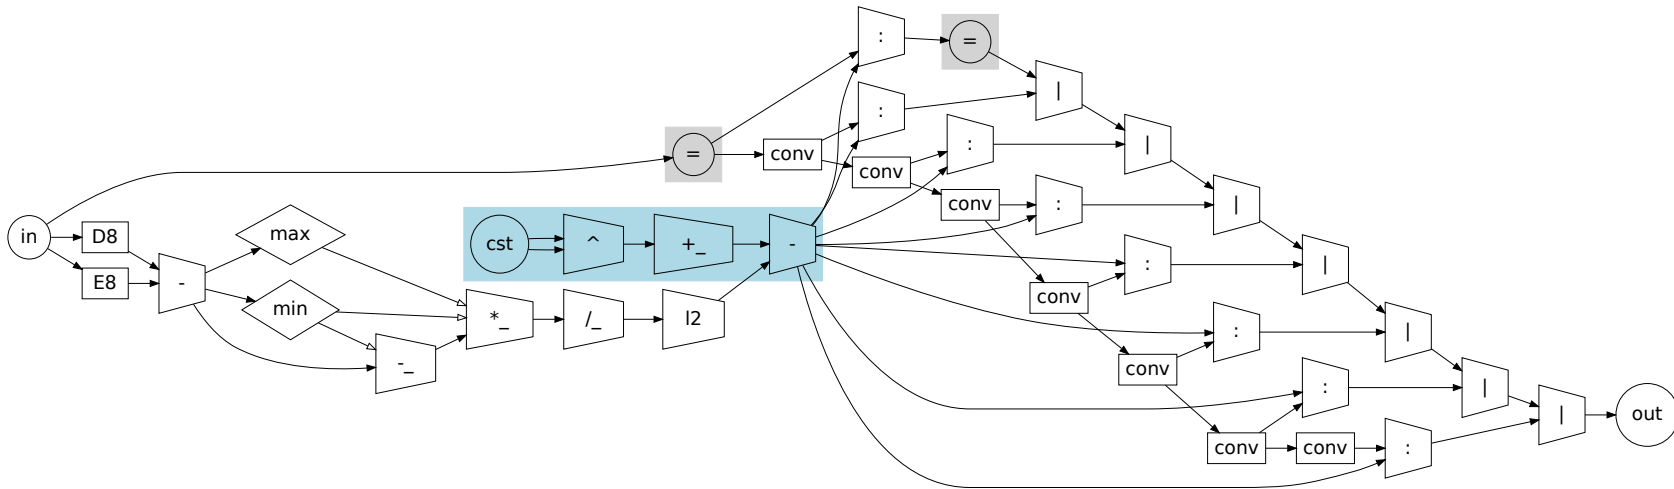 in
D8
E8
-
max
min
-_
*_
/_
l2
cst
^
+_
-
=
conv
conv
conv
conv
conv
conv
conv
:
:
:
:
:
:
:
:
=
|
|
|
|
|
|
|
out